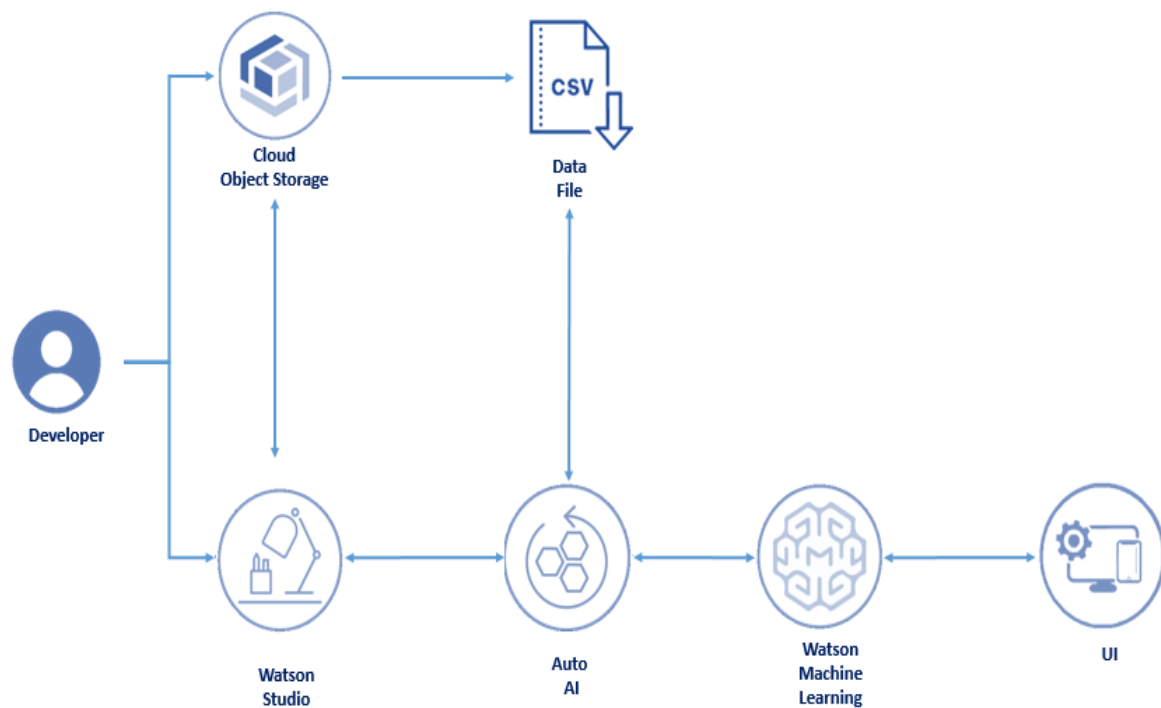 CSV
Cloud
Object Storage
Data
File
Developer
Watson
Studio
Auto
AI
M
Watson
Machine
Learning
UI